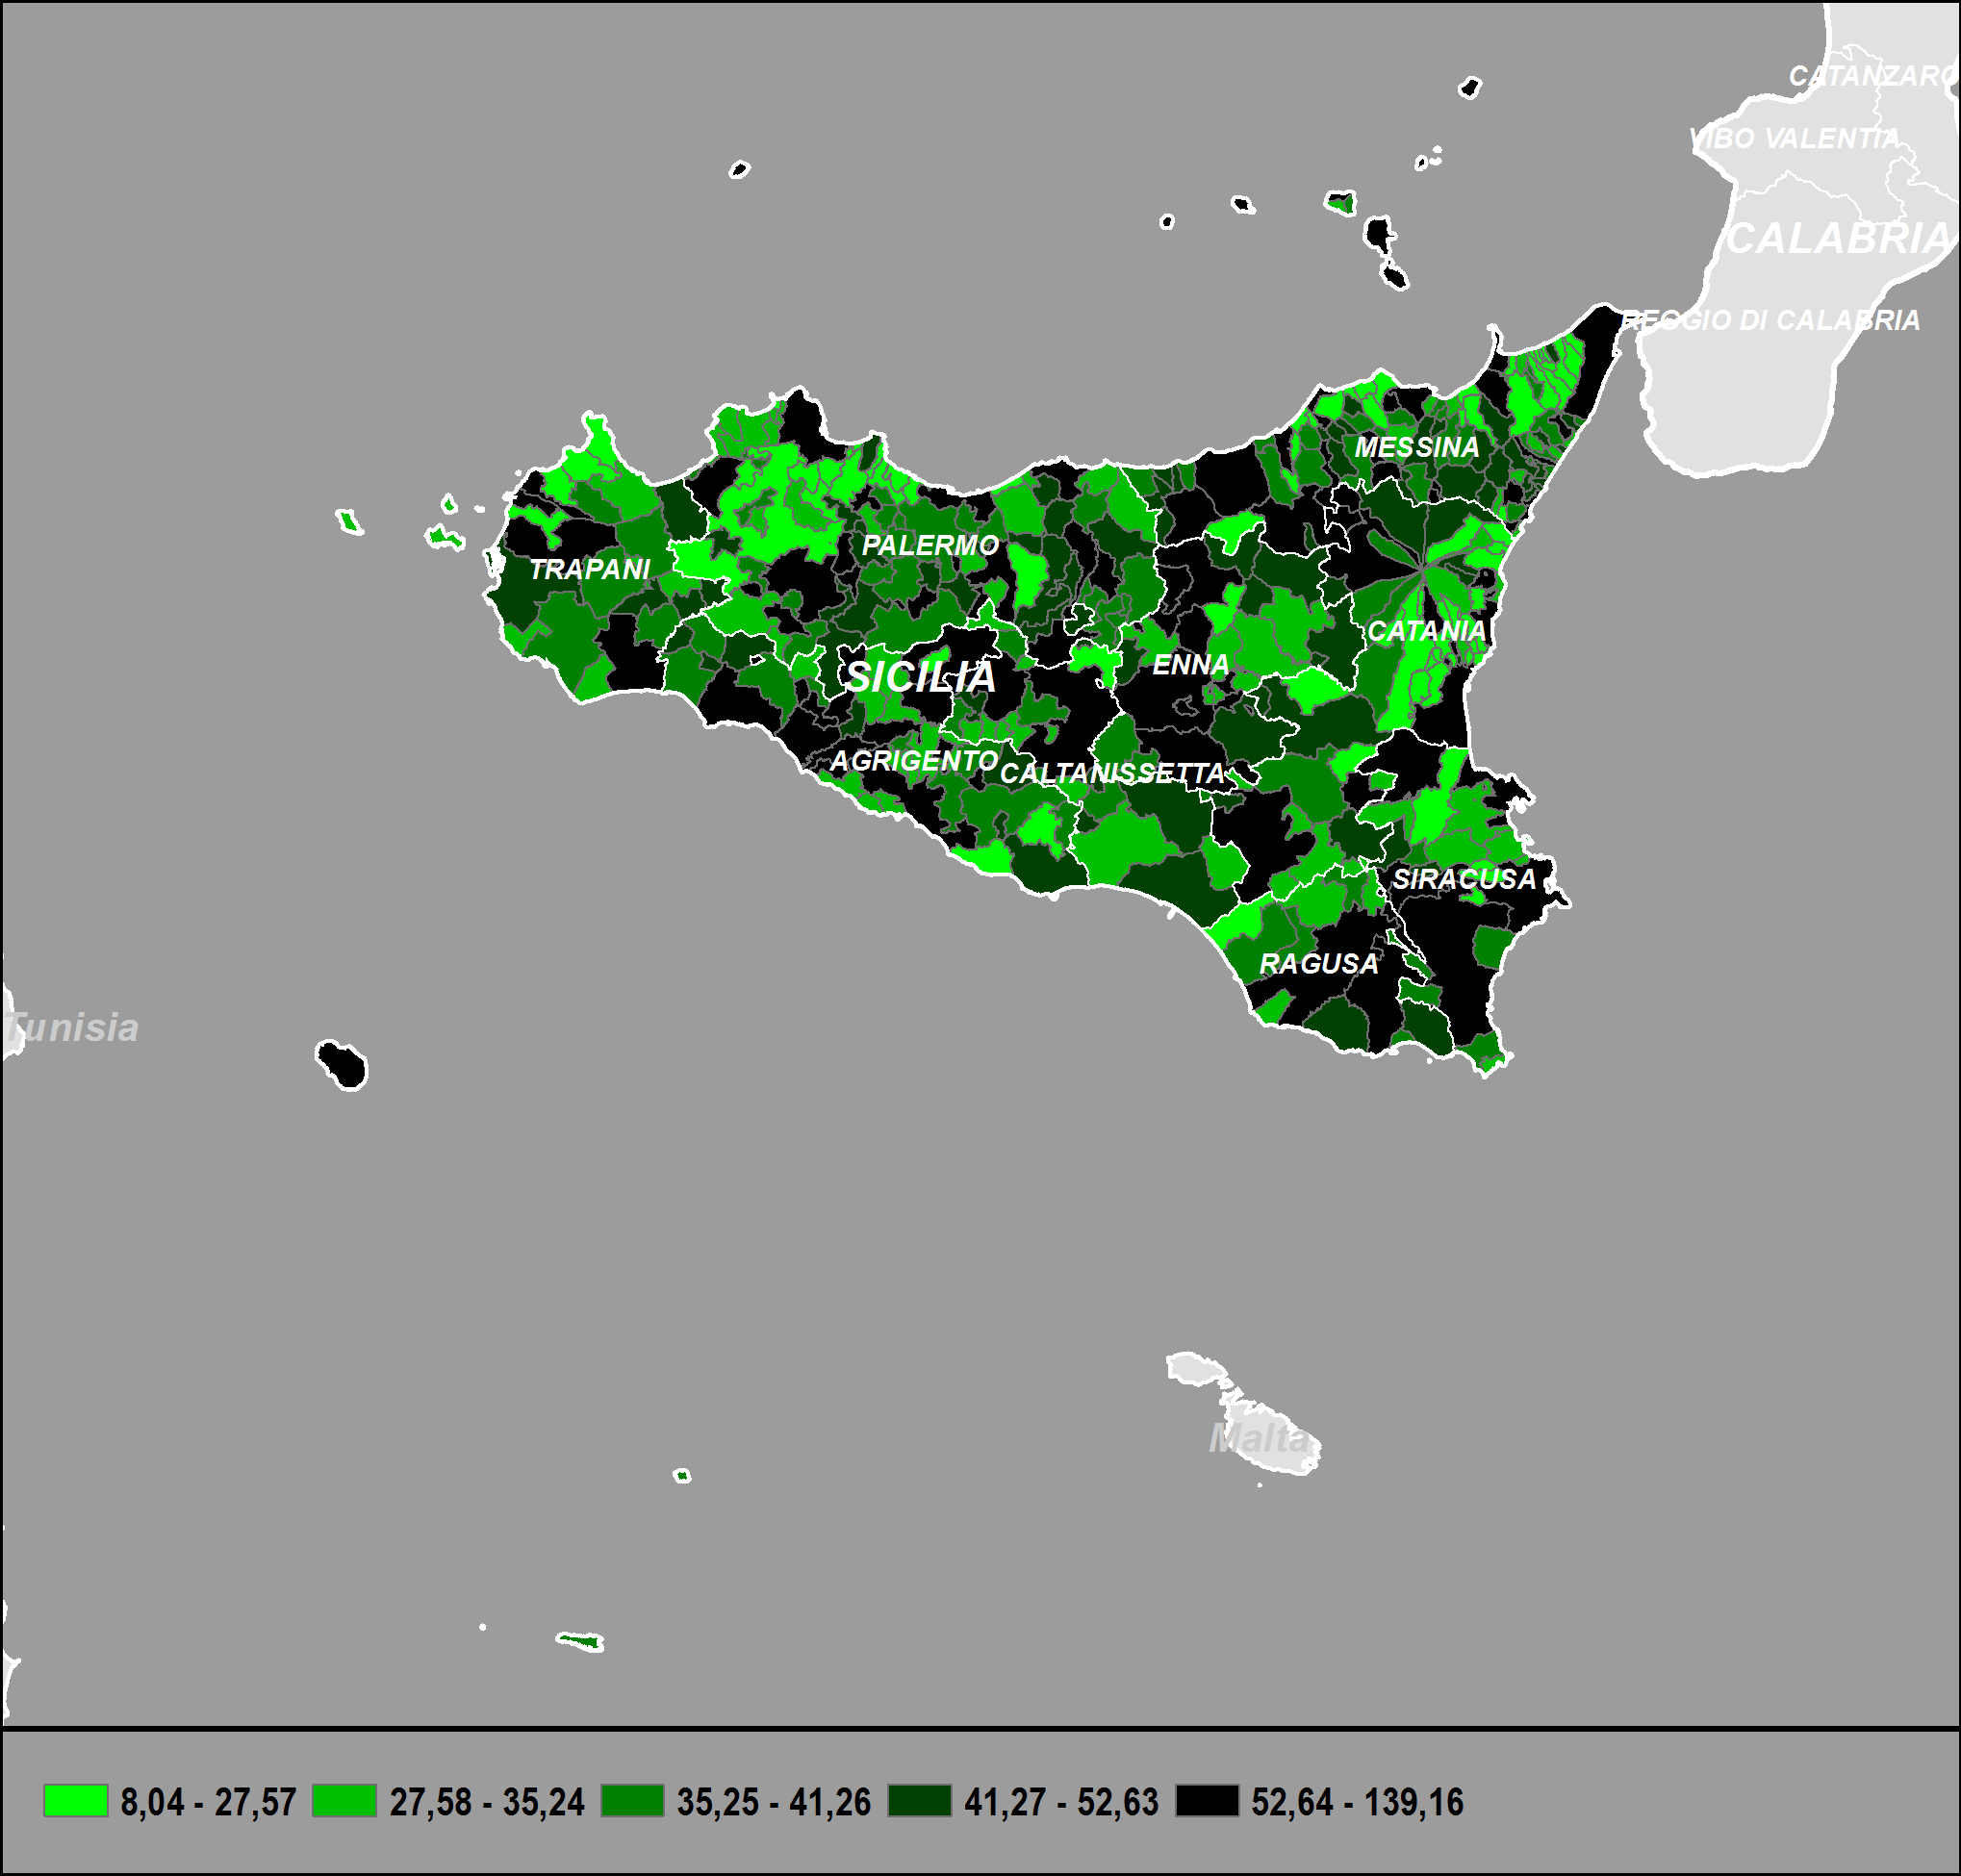 CATANZARO
VIBO VALENTIA
CALABRIA
REGGIO DI CALABRIA
MESSINA
PALERMO
TRAPANI
CATANIA
ENNA
SICILIA
AGRIGENTO
CALTANISSETTA
SIRACUSA
RAGUSA
Tunisia
Malta
8,04 - 27,57
27,58 - 35,24
35,25 - 41,26
41,27 - 52,63
52,64 - 139,16